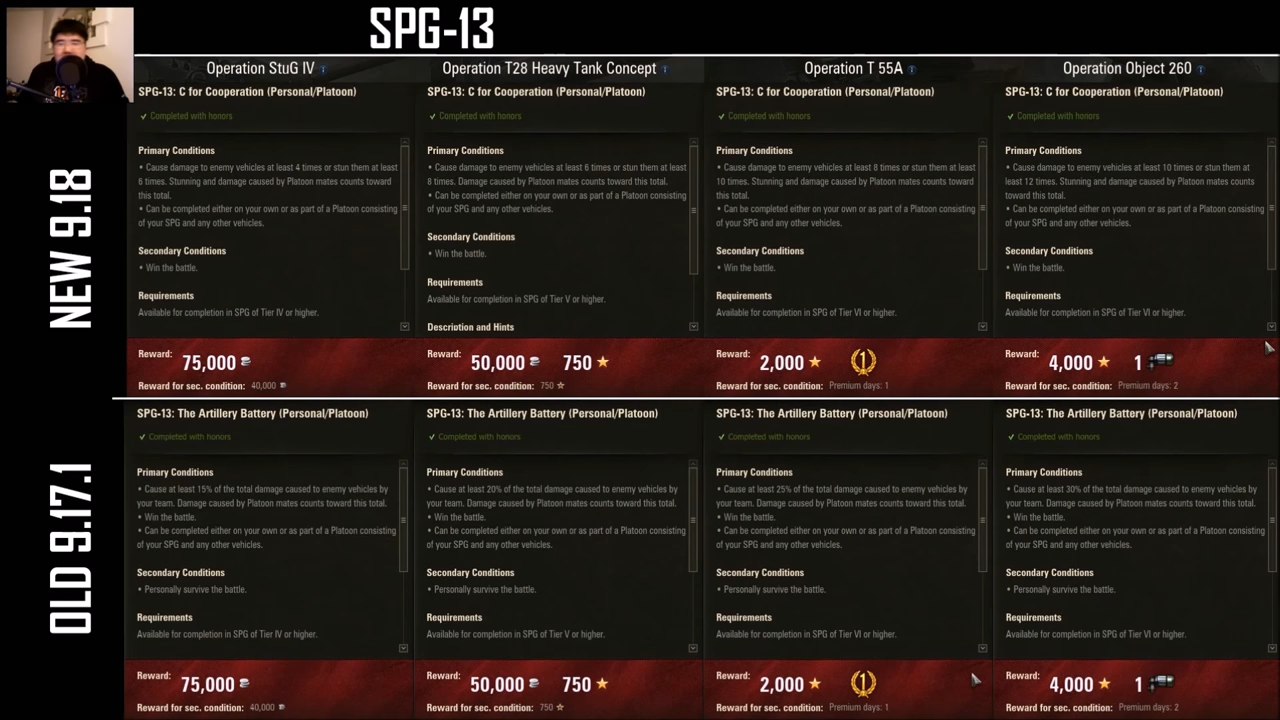 SPG-13
Operation StuG IV
Operation T28 Heavy Tank Concept
Operation T 55A
Operation Object 260
NEW 9.18
SPG-13: C for Cooperation (Personal/Platoon)
Completed with honors
Primary Conditions
• Cause damage to enemy vehicles at least 4 times or stun them at least
6 times. Stunning and damage caused by Platoon mates counts toward
this total.
• Can be completed either on your own or as part of a Platoon consisting
of your SPG and any other vehicles.
Secondary Conditions
• Win the battle.
Requirements
Available for completion in SPG of Tier IV or higher.
Reward:
75,000
Reward for sec. condition: 40,000
SPG-13: C for Cooperation (Personal/Platoon)
Completed with honors
Primary Conditions
• Cause damage to enemy vehicles at least 6 times or stun them at least
8 times. Damage caused by Platoon mates counts toward this total.
• Can be completed either on your own or as part of a Platoon consisting
of your SPG and any other vehicles.
Secondary Conditions
• Win the battle.
Requirements
Available for completion in SPG of Tier V or higher.
Description and Hints
Reward:
50,000 750
Reward for sec. condition: 750
SPG-13: C for Cooperation (Personal/Platoon)
Completed with honors
Primary Conditions
• Cause damage to enemy vehicles at least 8 times or stun them at least
10 times. Stunning and damage caused by Platoon mates counts toward
this total.
• Can be completed either on your own or as part of a Platoon consisting
of your SPG and any other vehicles.
Secondary Conditions
• Win the battle.
Requirements
Available for completion in SPG of Tier VI or higher.
Reward:
2,000 1
Reward for sec. condition: Premium days: 1
SPG-13: C for Cooperation (Personal/Platoon)
Completed with honors
Primary Conditions
• Cause damage to enemy vehicles at least 10 times or stun them at
least 12 times. Stunning and damage caused by Platoon mates counts
toward this total.
• Can be completed either on your own or as part of a Platoon consisting
of your SPG and any other vehicles.
Secondary Conditions
• Win the battle.
Requirements
Available for completion in SPG of Tier VI or higher.
Reward:
4,000 1
Reward for sec. condition: Premium days: 2
OLD 9.17.1
SPG-13: The Artillery Battery (Personal/Platoon)
Completed with honors
Primary Conditions
• Cause at least 15% of the total damage caused to enemy vehicles by
your team. Damage caused by Platoon mates counts toward this total.
• Win the battle.
• Can be completed either on your own or as part of a Platoon consisting
of your SPG and any other vehicles.
Secondary Conditions
• Personally survive the battle.
Requirements
Available for completion in SPG of Tier IV or higher.
Reward:
75,000
Reward for sec. condition: 40,000
SPG-13: The Artillery Battery (Personal/Platoon)
Completed with honors
Primary Conditions
• Cause at least 20% of the total damage caused to enemy vehicles by
your team. Damage caused by Platoon mates counts toward this total.
• Win the battle.
• Can be completed either on your own or as part of a Platoon consisting
of your SPG and any other vehicles.
Secondary Conditions
• Personally survive the battle.
Requirements
Available for completion in SPG of Tier V or higher.
Reward:
50,000 750
Reward for sec. condition: 750
SPG-13: The Artillery Battery (Personal/Platoon)
Completed with honors
Primary Conditions
• Cause at least 25% of the total damage caused to enemy vehicles by
your team. Damage caused by Platoon mates counts toward this total.
• Win the battle.
• Can be completed either on your own or as part of a Platoon consisting
of your SPG and any other vehicles.
Secondary Conditions
• Personally survive the battle.
Requirements
Available for completion in SPG of Tier VI or higher.
Reward:
2,000 1
Reward for sec. condition: Premium days: 1
SPG-13: The Artillery Battery (Personal/Platoon)
Completed with honors
Primary Conditions
• Cause at least 30% of the total damage caused to enemy vehicles by
your team. Damage caused by Platoon mates counts toward this total.
• Win the battle.
• Can be completed either on your own or as part of a Platoon consisting
of your SPG and any other vehicles.
Secondary Conditions
• Personally survive the battle.
Requirements
Available for completion in SPG of Tier VI or higher.
Reward:
4,000 1
Reward for sec. condition: Premium days: 2